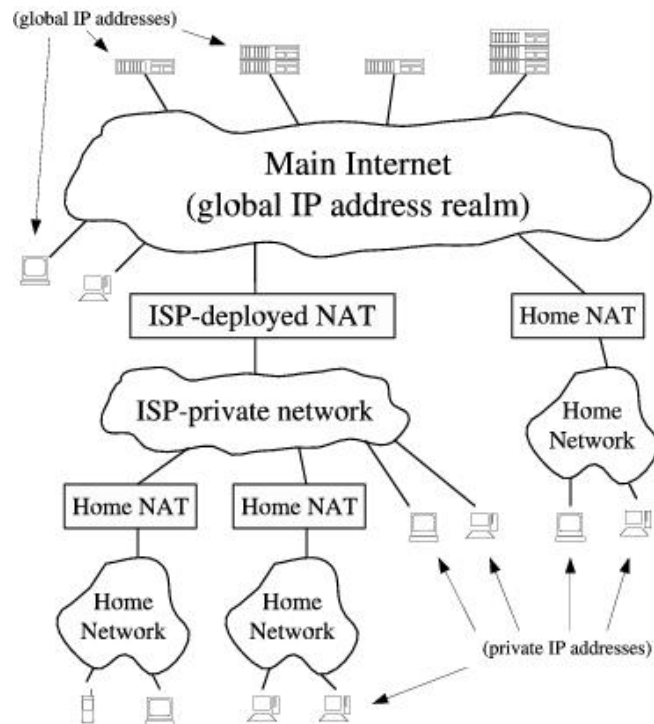 (global IP addresses)
Main Internet
(global IP address realm)
ISP-deployed NAT
Home NAT
ISP-private network
Home
Network
Home NAT
Home NAT
Home
Network
Home
Network
(private IP addresses)